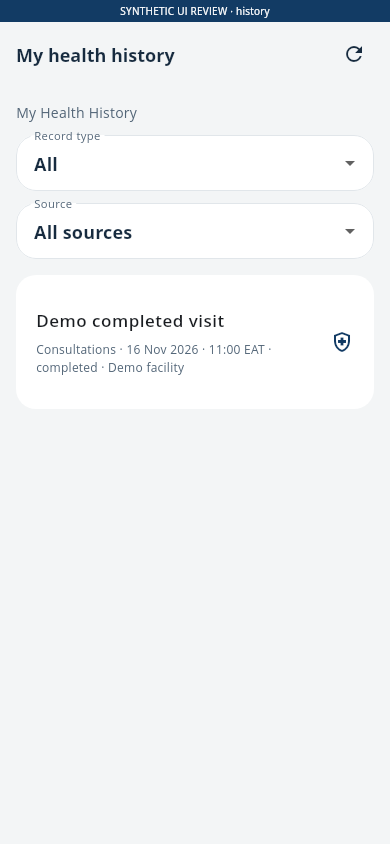 SYNTHETIC UI REVIEW · history
My health history
My Health History
Record type
All
Source
All sources
Demo completed visit
Consultations · 16 Nov 2026 · 11:00 EAT ·
completed · Demo facility